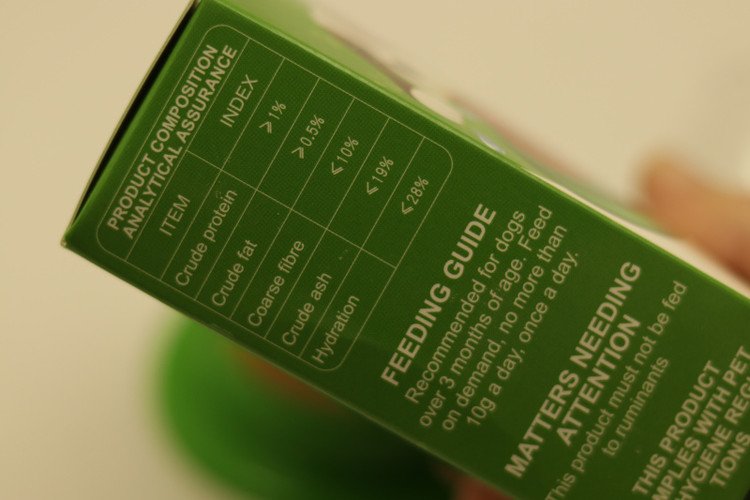 PRODUCT COMPOSITION
ANALYTICAL ASSURANCE
ITEM INDEX
Crude protein ⩾1%
Crude fat ⩾0.5%
Coarse fibre ⩽10%
Crude ash ⩽19%
Hydration ⩽28%
FEEDING GUIDE
Recommended for dogs
over 3 months of age. Feed
on demand, no more than
10g a day, once a day.
MATTERS NEEDING
ATTENTION
This product must not be fed
to ruminants
THIS PRODUCT
WITH PET